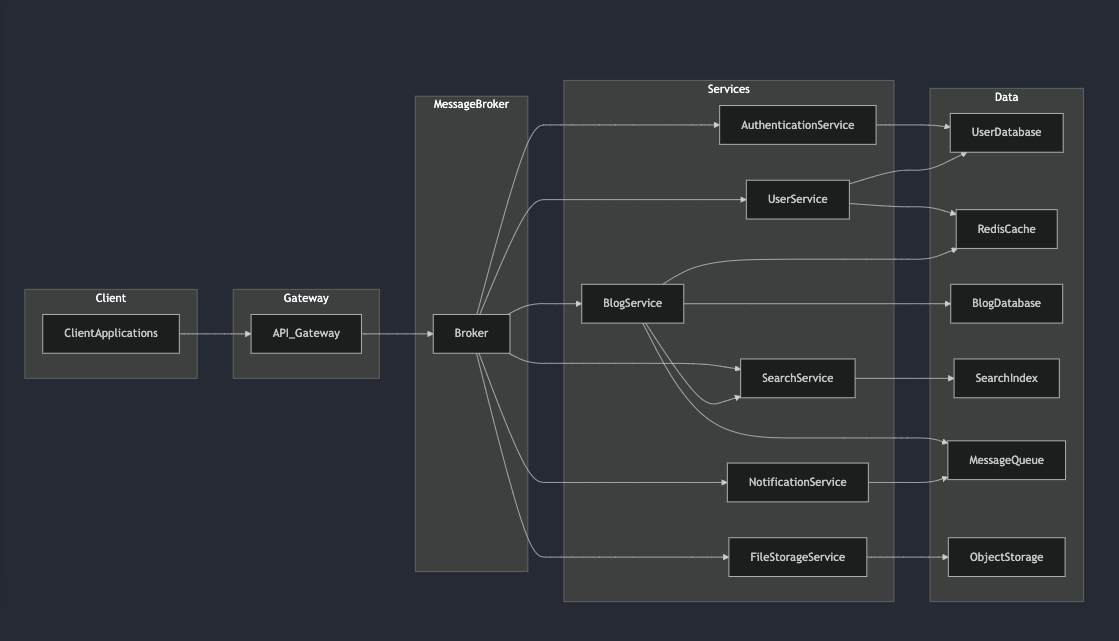 Client
ClientApplications
Gateway
API_Gateway
MessageBroker
Broker
Services
AuthenticationService
UserService
BlogService
SearchService
NotificationService
FileStorageService
Data
UserDatabase
RedisCache
BlogDatabase
SearchIndex
MessageQueue
ObjectStorage